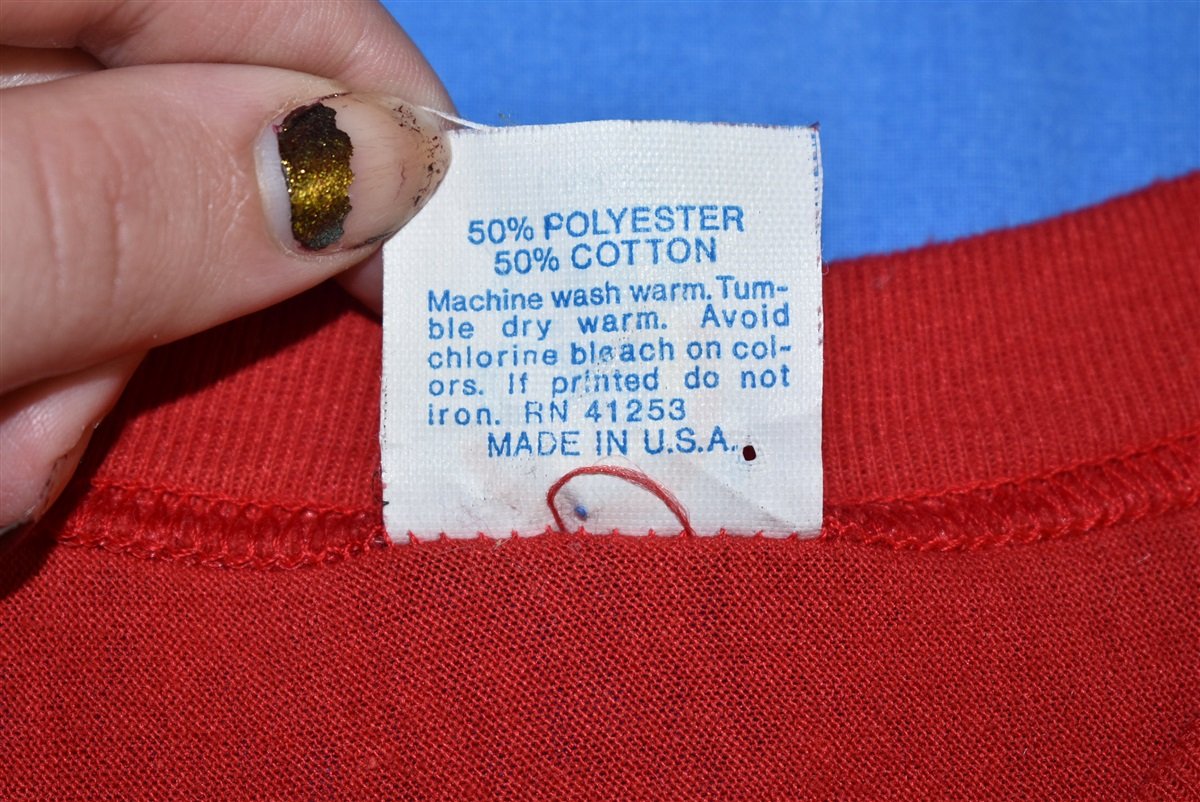 50% POLYESTER
50% COTTON
Machine wash warm. Tum-
ble dry warm. Avoid
chlorine bleach on col-
ors. If printed do not
iron. RN 41253
MADE IN U.S.A.